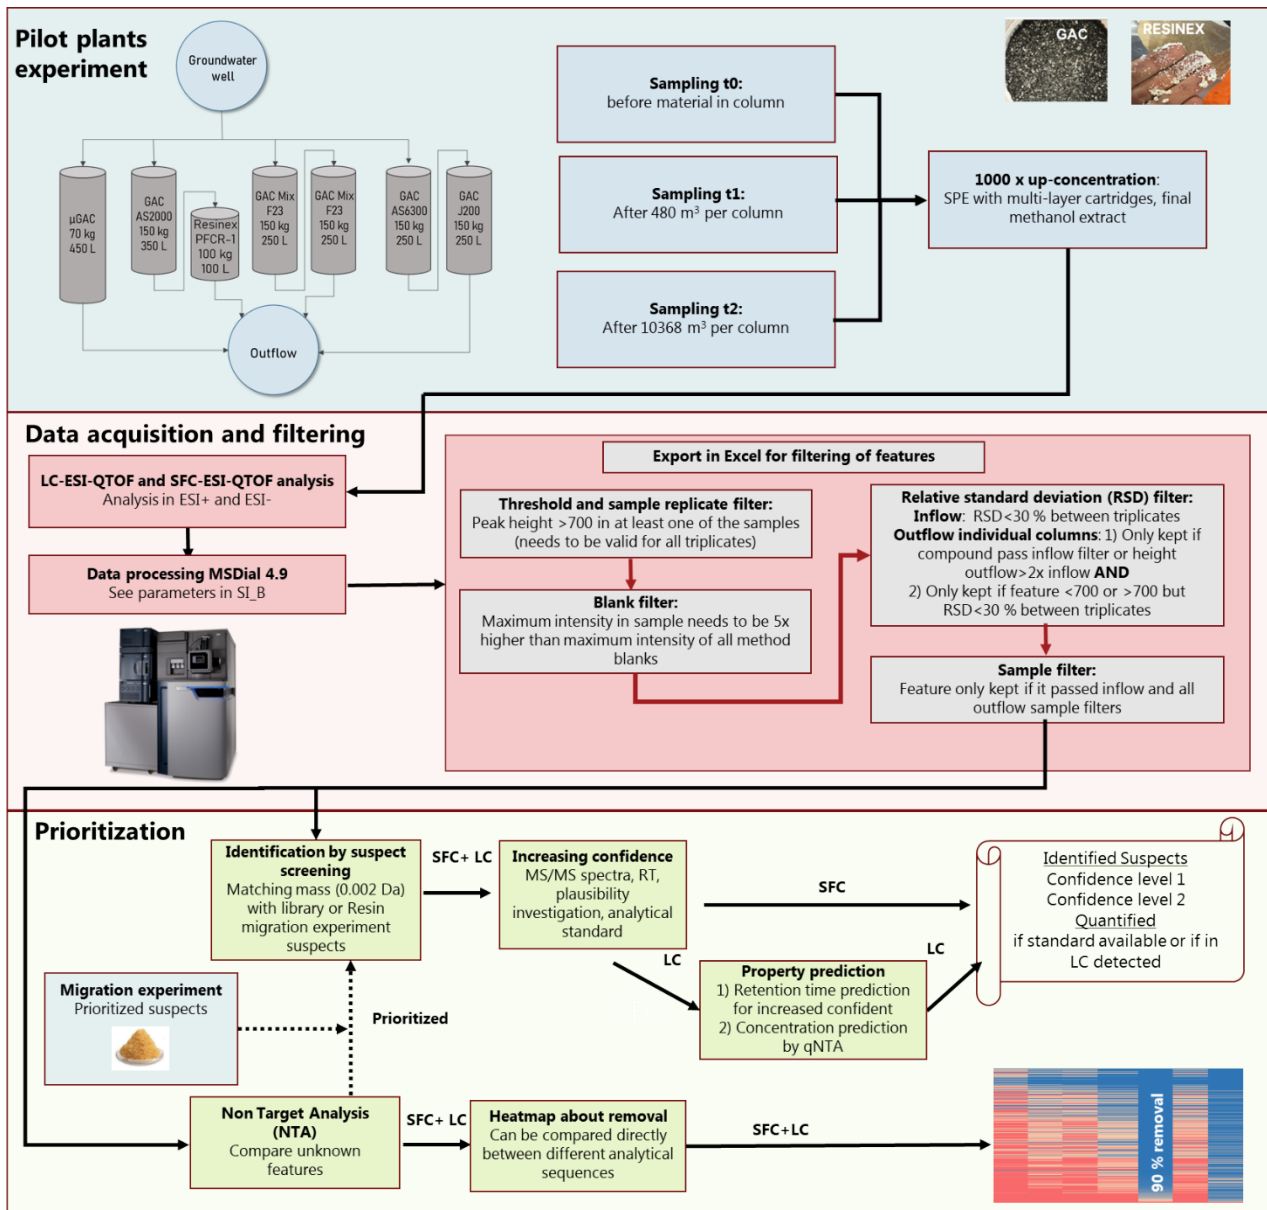 Pilot plants
experiment
Groundwater
well
µGAC
70 kg
450 L
GAC
AS2000
150 kg
350 L
Resinex
PFCR-1
100 kg
100 L
GAC Mix
F23
150 kg
250 L
GAC Mix
F23
150 kg
250 L
GAC
AS6300
150 kg
250 L
GAC
J200
150 kg
250 L
Outflow
Sampling t0:
before material in column
Sampling t1:
After 480 m³ per column
Sampling t2:
After 10368 m³ per column
GAC
RESINEX
1000 x up-concentration:
SPE with multi-layer cartridges, final
methanol extract
Data acquisition and filtering
LC-ESI-QTOF and SFC-ESI-QTOF analysis
Analysis in ESI+ and ESI-
Data processing MSDial 4.9
See parameters in SI_B
Export in Excel for filtering of features
Threshold and sample replicate filter:
Peak height >700 in at least one of the samples
(needs to be valid for all triplicates)
Blank filter:
Maximum intensity in sample needs to be 5x
higher than maximum intensity of all method
blanks
Relative standard deviation (RSD) filter:
Inflow: RSD<30 % between triplicates
Outflow individual columns: 1) Only kept if
compound pass inflow filter or height
outflow>2x inflow AND
2) Only kept if feature <700 or >700 but
RSD<30 % between triplicates
Sample filter:
Feature only kept if it passed inflow and all
outflow sample filters
Prioritization
Identification by suspect
screening
Matching mass (0.002 Da)
with library or Resin
migration experiment
suspects
SFC+ LC
Increasing confidence
MS/MS spectra, RT,
plausibility
investigation, analytical
standard
SFC
LC
Property prediction
1) Retention time prediction
for increased confident
2) Concentration prediction
by qNTA
LC
Identified Suspects
Confidence level 1
Confidence level 2
Quantified
if standard available or if in
LC detected
Migration experiment
Prioritized suspects
Prioritized
Non Target Analysis
(NTA)
Compare unknown
features
SFC+ LC
Heatmap about removal
Can be compared directly
between different analytical
sequences
SFC+LC
90 % removal